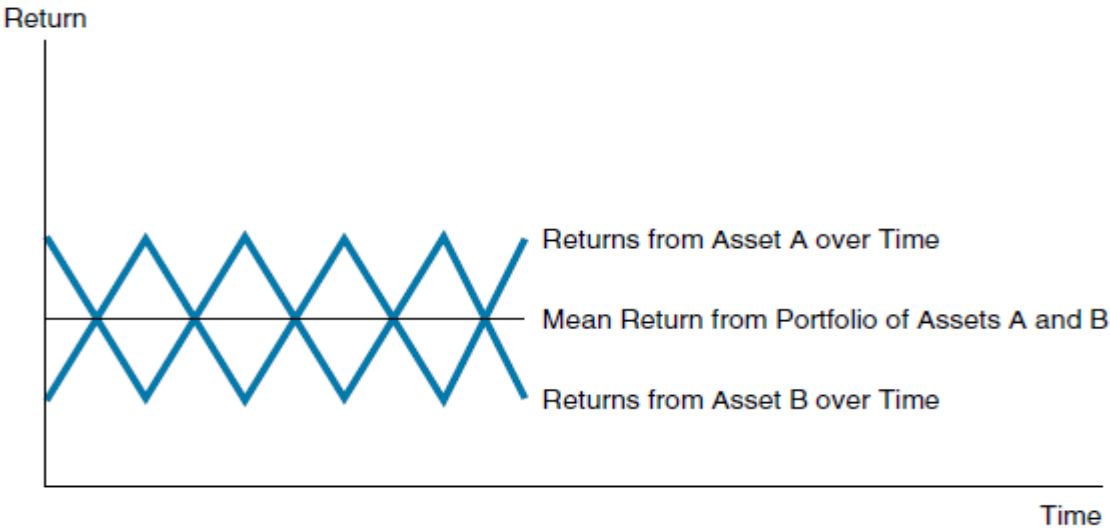 Return
Returns from Asset A over Time
Mean Return from Portfolio of Assets A and B
Returns from Asset B over Time
Time